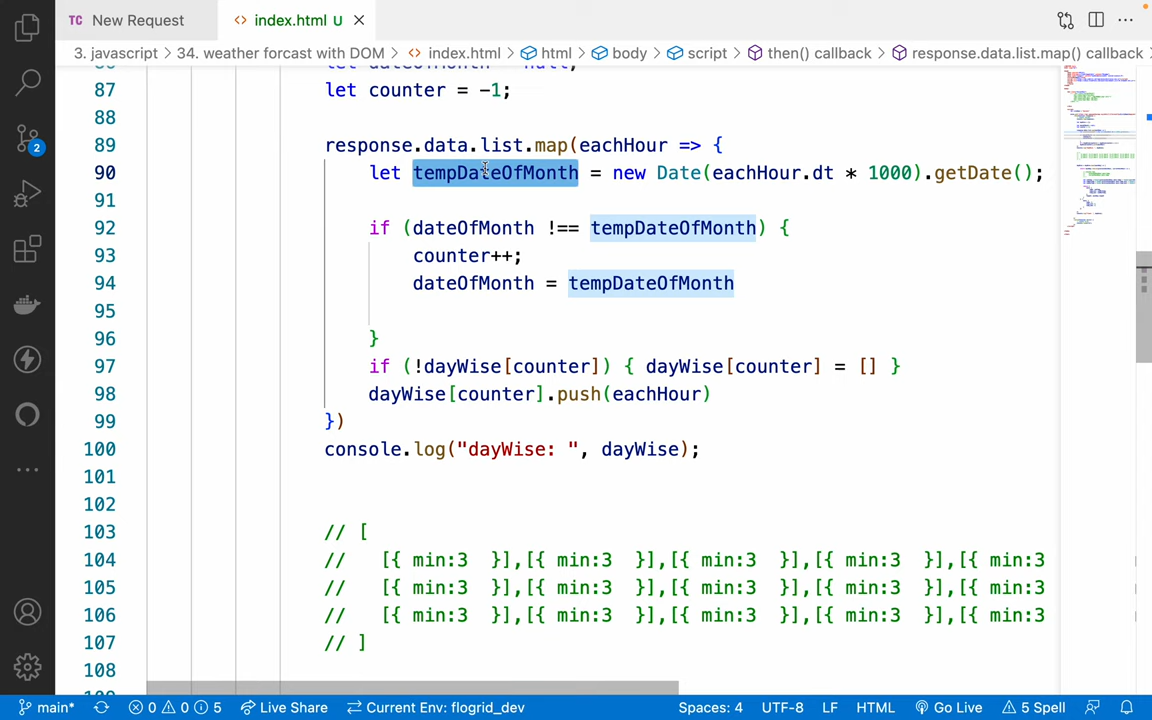 TC New Request
<> index.html U ×
3. javascript > 34. weather forcast with DOM > <> index.html > html > body > script > then() callback > response.data.list.map() callback >
let dateOfMonth = null;
87 let counter = -1;
88
89 response.data.list.map(eachHour => {
90 let tempDateOfMonth = new Date(eachHour.dt * 1000).getDate();
91
92 if (dateOfMonth !== tempDateOfMonth) {
93 counter++;
94 dateOfMonth = tempDateOfMonth
95
96 }
97 if (!dayWise[counter]) { dayWise[counter] = [] }
98 dayWise[counter].push(eachHour)
99 })
100 console.log("dayWise: ", dayWise);
101
102
103 // [
104 // [{ min:3 }],[{ min:3 }],[{ min:3 }],[{ min:3 }],[{ min:3
105 // [{ min:3 }],[{ min:3 }],[{ min:3 }],[{ min:3 }],[{ min:3
106 // [{ min:3 }],[{ min:3 }],[{ min:3 }],[{ min:3 }],[{ min:3
107 // ]
108
2
main* 0 0 5 Live Share Current Env: flogrid_dev Spaces: 4 UTF-8 LF HTML Go Live 5 Spell